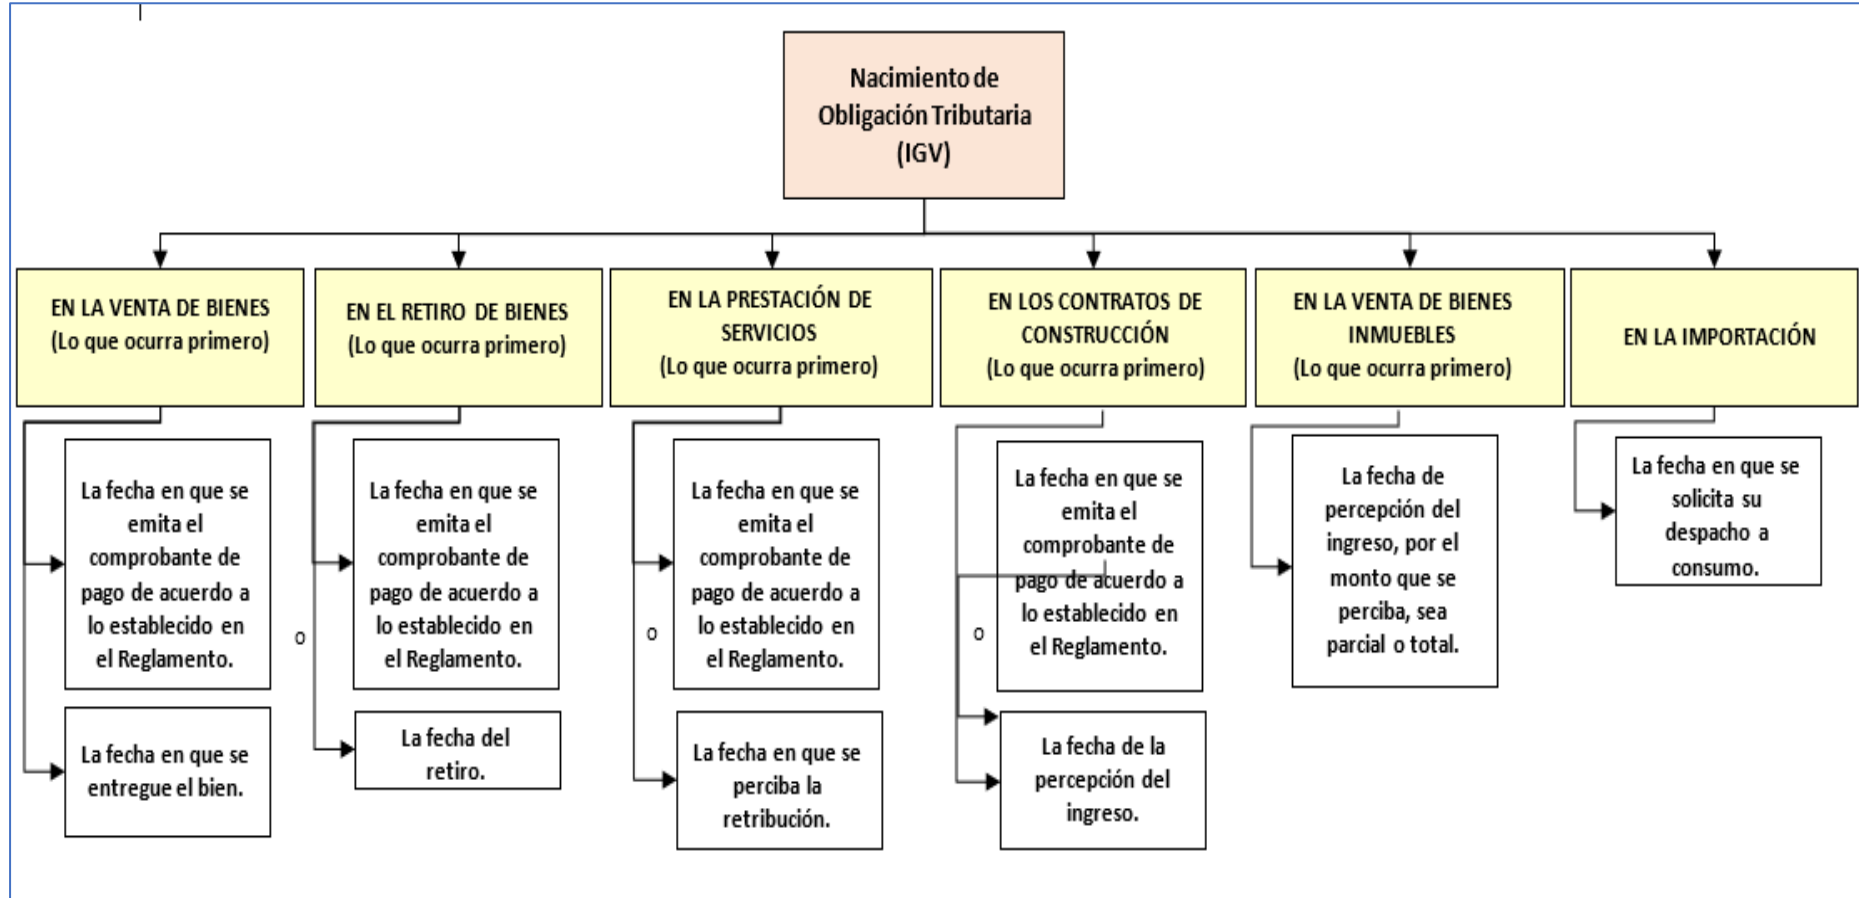 Nacimiento de
Obligación Tributaria
(IGV)
EN LA VENTA DE BIENES
(Lo que ocurra primero)
La fecha en que se
emita el
comprobante de
pago de acuerdo a
lo establecido en
el Reglamento.
La fecha en que se
entregue el bien.
EN EL RETIRO DE BIENES
(Lo que ocurra primero)
La fecha en que se
emita el
comprobante de
pago de acuerdo a
lo establecido en
el Reglamento.
o
La fecha del
retiro.
EN LA PRESTACIÓN DE
SERVICIOS
(Lo que ocurra primero)
La fecha en que se
emita el
comprobante de
pago de acuerdo a
lo establecido en
el Reglamento.
o
La fecha en que se
perciba la
retribución.
EN LOS CONTRATOS DE
CONSTRUCCIÓN
(Lo que ocurra primero)
La fecha en que se
emita el
comprobante de
pago de acuerdo a
lo establecido en
el Reglamento.
o
La fecha de la
percepción del
ingreso.
EN LA VENTA DE BIENES
INMUEBLES
(Lo que ocurra primero)
La fecha de
percepción del
ingreso, por el
monto que se
perciba, sea
parcial o total.
EN LA IMPORTACIÓN
La fecha en que se
solicita su
despacho a
consumo.